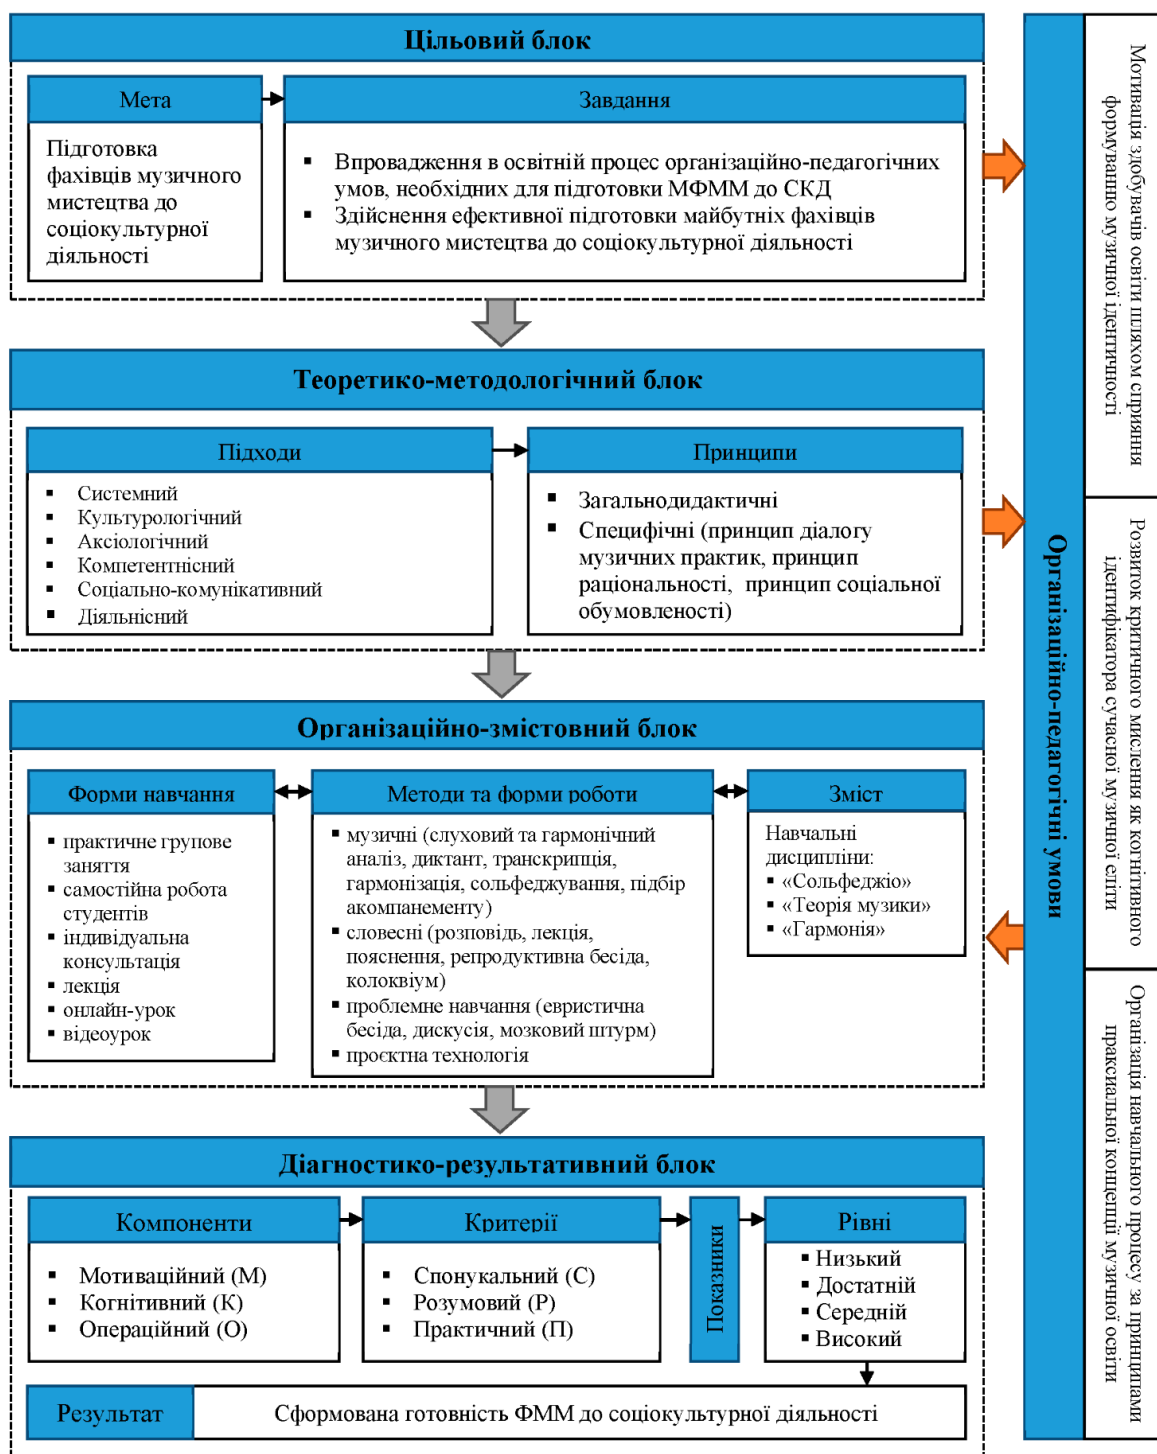 Цільовий блок
Мета
Завдання
Підготовка
фахівців музичного
мистецтва до
соціокультурної
діяльності
▪ Впровадження в освітній процес організаційно-педагогічних
умов, необхідних для підготовки МФММ до СКД
▪ Здійснення ефективної підготовки майбутніх фахівців
музичного мистецтва до соціокультурної діяльності
Теоретико-методологічний блок
Підходи
Принципи
▪ Системний
▪ Культурологічний
▪ Аксіологічний
▪ Компетентнісний
▪ Соціально-комунікативний
▪ Діяльнісний
▪ Загальнодидактичні
▪ Специфічні (принцип діалогу
музичних практик, принцип
раціональності, принцип соціальної
обумовленості)
Організаційно-змістовний блок
Форми навчання
Методи та форми роботи
Зміст
▪ практичне групове
заняття
▪ самостійна робота
студентів
▪ індивідуальна
консультація
▪ лекція
▪ онлайн-урок
▪ відеоурок
▪ музичні (слуховий та гармонічний
аналіз, диктант, транскрипція,
гармонізація, сольфеджування, підбір
акомпанементу)
▪ словесні (розповідь, лекція,
пояснення, репродуктивна бесіда,
колоквіум)
▪ проблемне навчання (евристична
бесіда, дискусія, мозковий штурм)
▪ проєктна технологія
Навчальні
дисципліни:
▪ «Сольфеджіо»
▪ «Теорія музики»
▪ «Гармонія»
Діагностико-результативний блок
Компоненти
Критерії
Показники
Рівні
▪ Мотиваційний (М)
▪ Когнітивний (К)
▪ Операційний (О)
▪ Спонукальний (С)
▪ Розумовий (Р)
▪ Практичний (П)
▪ Низький
▪ Достатній
▪ Середній
▪ Високий
Результат
Сформована готовність ФММ до соціокультурної діяльності
Організаційно-педагогічні умови
Мотивація здобувачів освіти шляхом сприяння
формуванню музичної ідентичності
Розвиток критичного мислення як когнітивного
ідентифікатора сучасної музичної еліти
Організація навчального процесу за принципами
праксиальної концепції музичної освіти